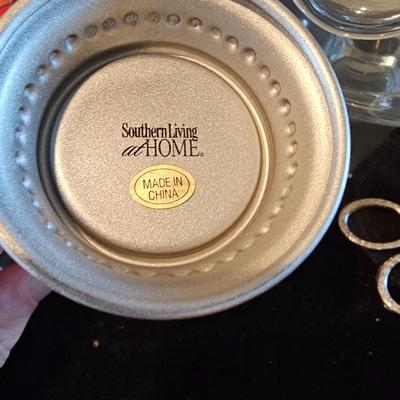 Southern Living
at HOME®
MADE IN
CHINA